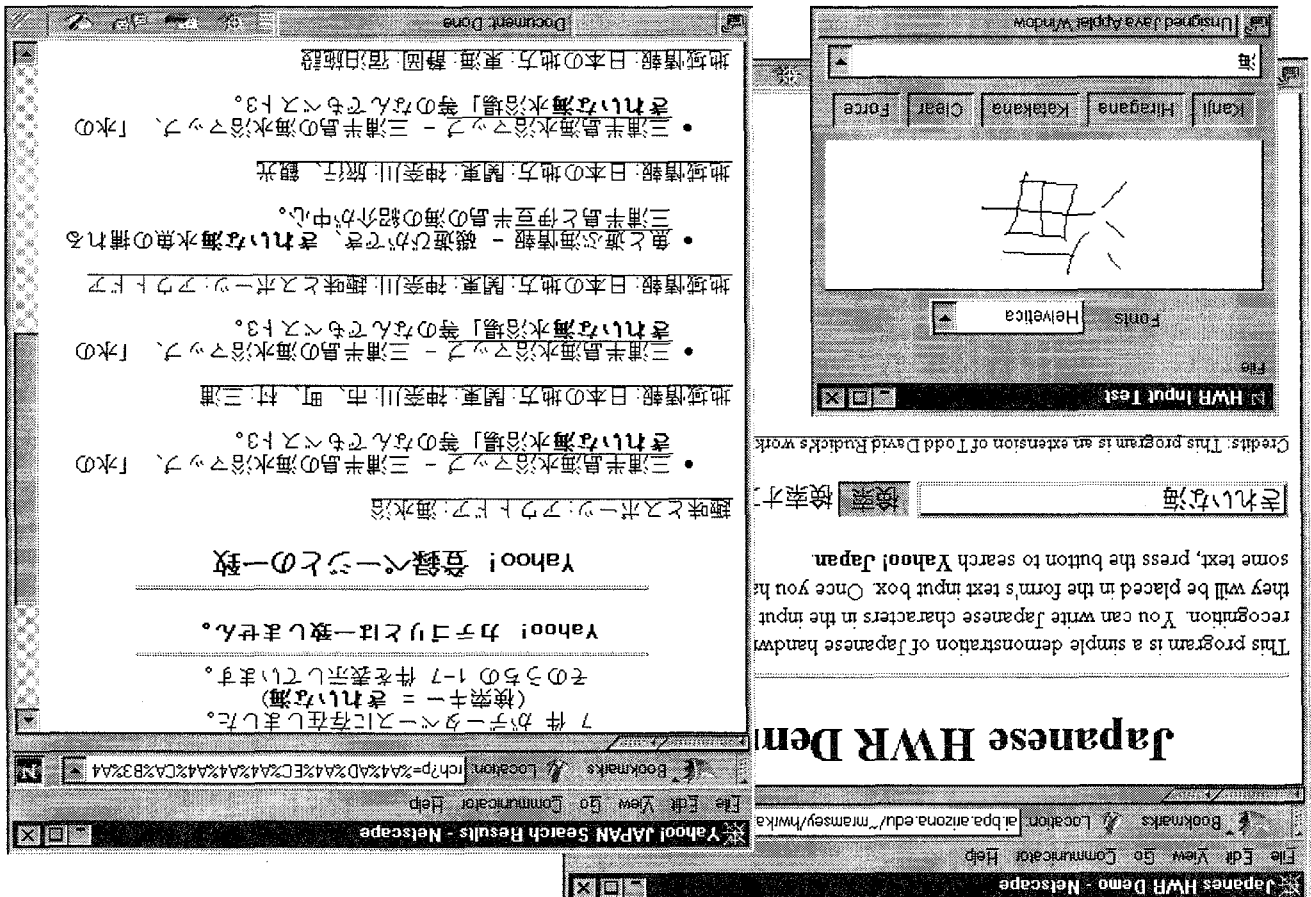 Japanes HWR Demo - Netscape
File Edit View Go Communicator Help
Bookmarks Location: ai.bpa.arizona.edu/~mramsey/hwrka
Japanese HWR Dem
This program is a simple demonstration of Japanese handwr
recognition. You can write Japanese characters in the input
they will be placed in the form's text input box. Once you ha
some text, press the button to search Yahoo! Japan.
きれいな海 検索 検索オ
Credits: This program is an extension of Todd David Rudick's work
HWR Input Test
File
Fonts Helvetica
海
Kanji Hiragana Katakana Clear Force
海
Unsigned Java Applet Window
Yahoo! JAPAN Search Results - Netscape
File Edit View Go Communicator Help
Bookmarks Location: rch?p=%A4%AD%A4%EC%A4%A4%A4%CA%B3%A4
7 件 がデータベースに存在しました。
(検索キー = きれいな海)
そのうちの 1-7 件を表示しています。
Yahoo! カテゴリとは一致しません。
Yahoo! 登録ページとの一致
趣味とスポーツ: アウトドア: 海水浴
• 三浦半島海水浴マップ - 三浦半島の海水浴マップ、「水の
きれいな海水浴場」等のなんでもベスト3。
地域情報: 日本の地方: 関東: 神奈川: 市、町、村: 三浦
• 三浦半島海水浴マップ - 三浦半島の海水浴マップ、「水の
きれいな海水浴場」等のなんでもベスト3。
地域情報: 日本の地方: 関東: 神奈川: 趣味とスポーツ: アウトドア
• 魚と遊ぶ海情報 - 磯遊びができ、きれいな海水魚の捕れる
三浦半島と伊豆半島の海の紹介が中心。
地域情報: 日本の地方: 関東: 神奈川: 旅行、観光
• 三浦半島海水浴マップ - 三浦半島の海水浴マップ、「水の
きれいな海水浴場」等のなんでもベスト3。
地域情報: 日本の地方: 東海: 静岡: 宿泊施設
Document: Done